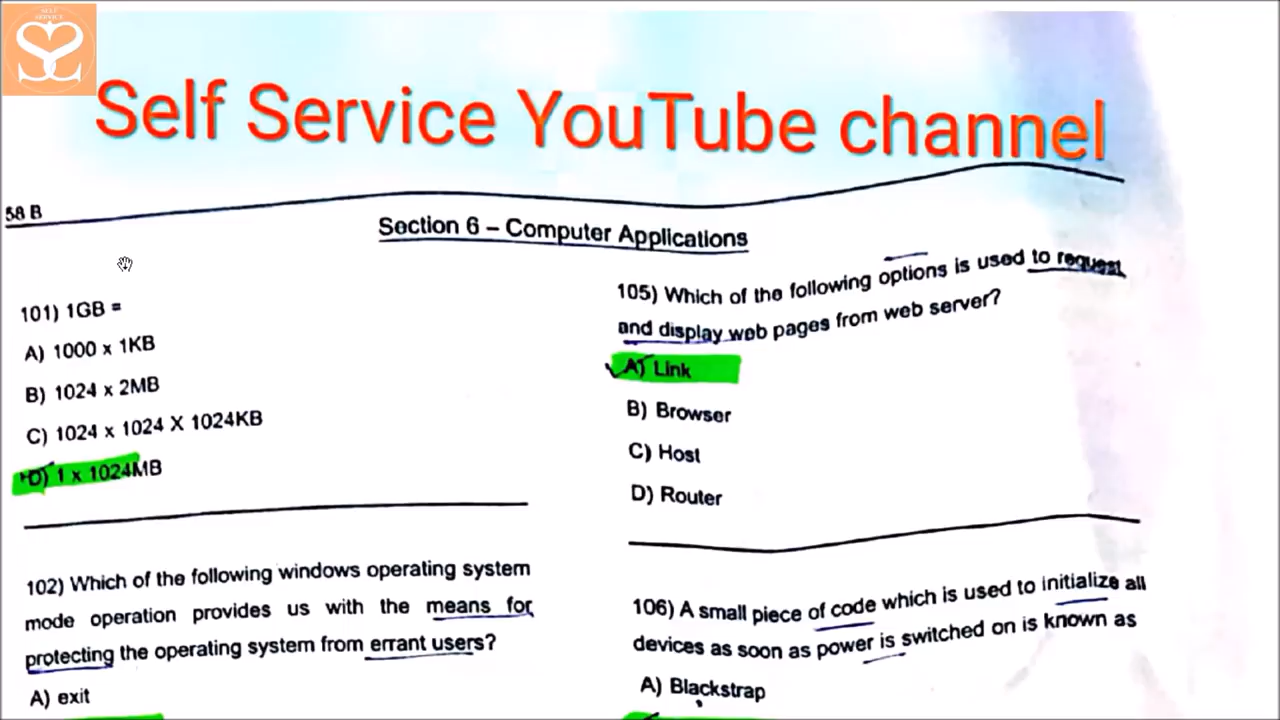 SELF
SERVICE
Self Service YouTube channel
58 B
Section 6 – Computer Applications
101) 1GB =
A) 1000 x 1KB
B) 1024 x 2MB
C) 1024 x 1024 X 1024KB
D) 1 x 1024MB
102) Which of the following windows operating system
mode operation provides us with the means for
protecting the operating system from errant users?
A) exit
105) Which of the following options is used to request
and display web pages from web server?
A) Link
B) Browser
C) Host
D) Router
106) A small piece of code which is used to initialize all
devices as soon as power is switched on is known as
A) Blackstrap